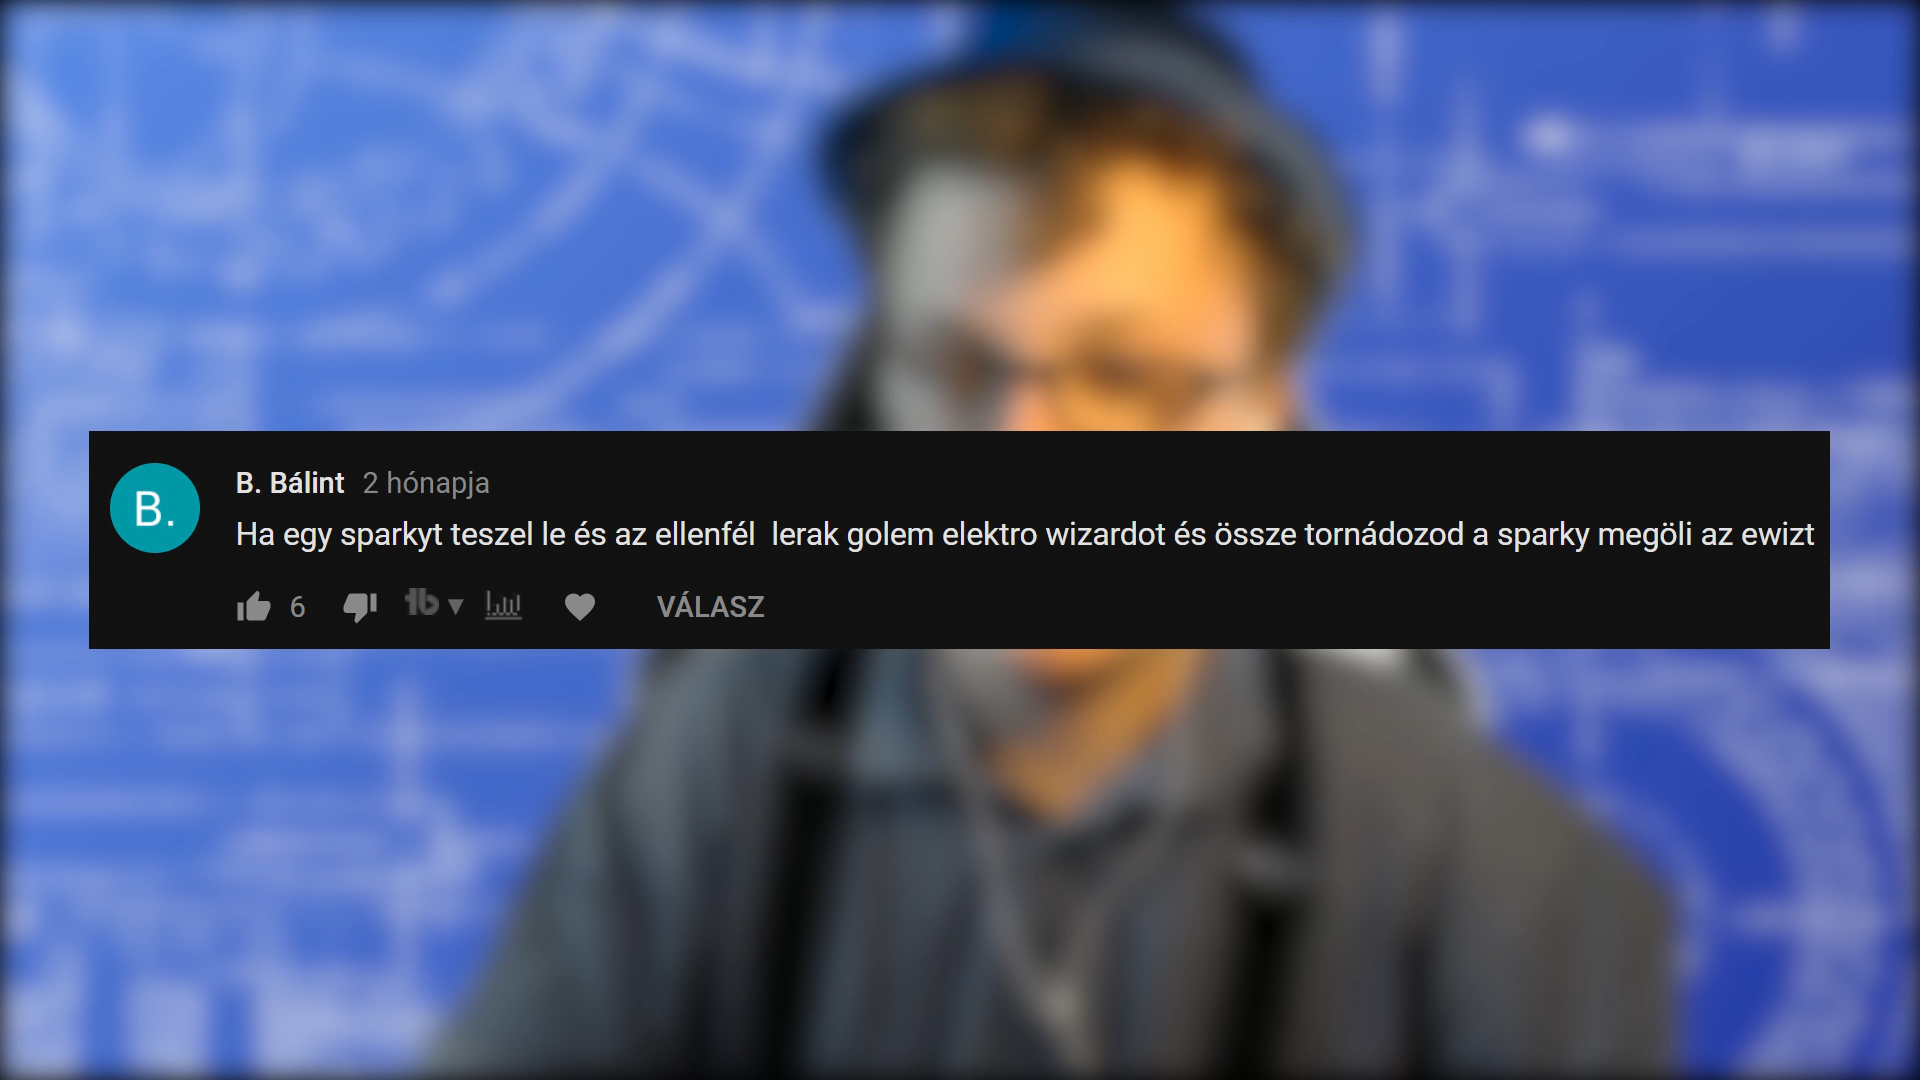 B.
B. Bálint 2 hónapja
Ha egy sparkyt teszel le és az ellenfél  lerak golem elektro wizardot és össze tornádozod a sparky megöli az ewizt
6 tb VÁLASZ